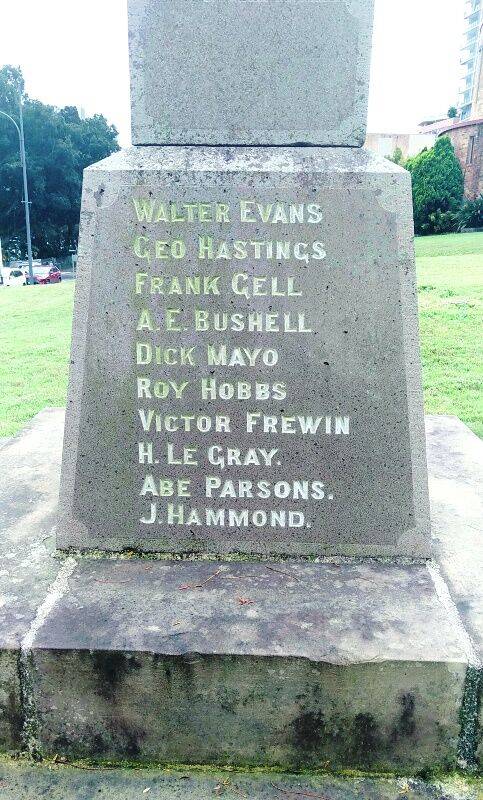 WALTER EVANS
GEO HASTINGS
FRANK GELL
A. E. BUSHELL
DICK MAYO
ROY HOBBS
VICTOR FREWIN
H. LE GRAY.
ABE PARSONS.
J. HAMMOND.